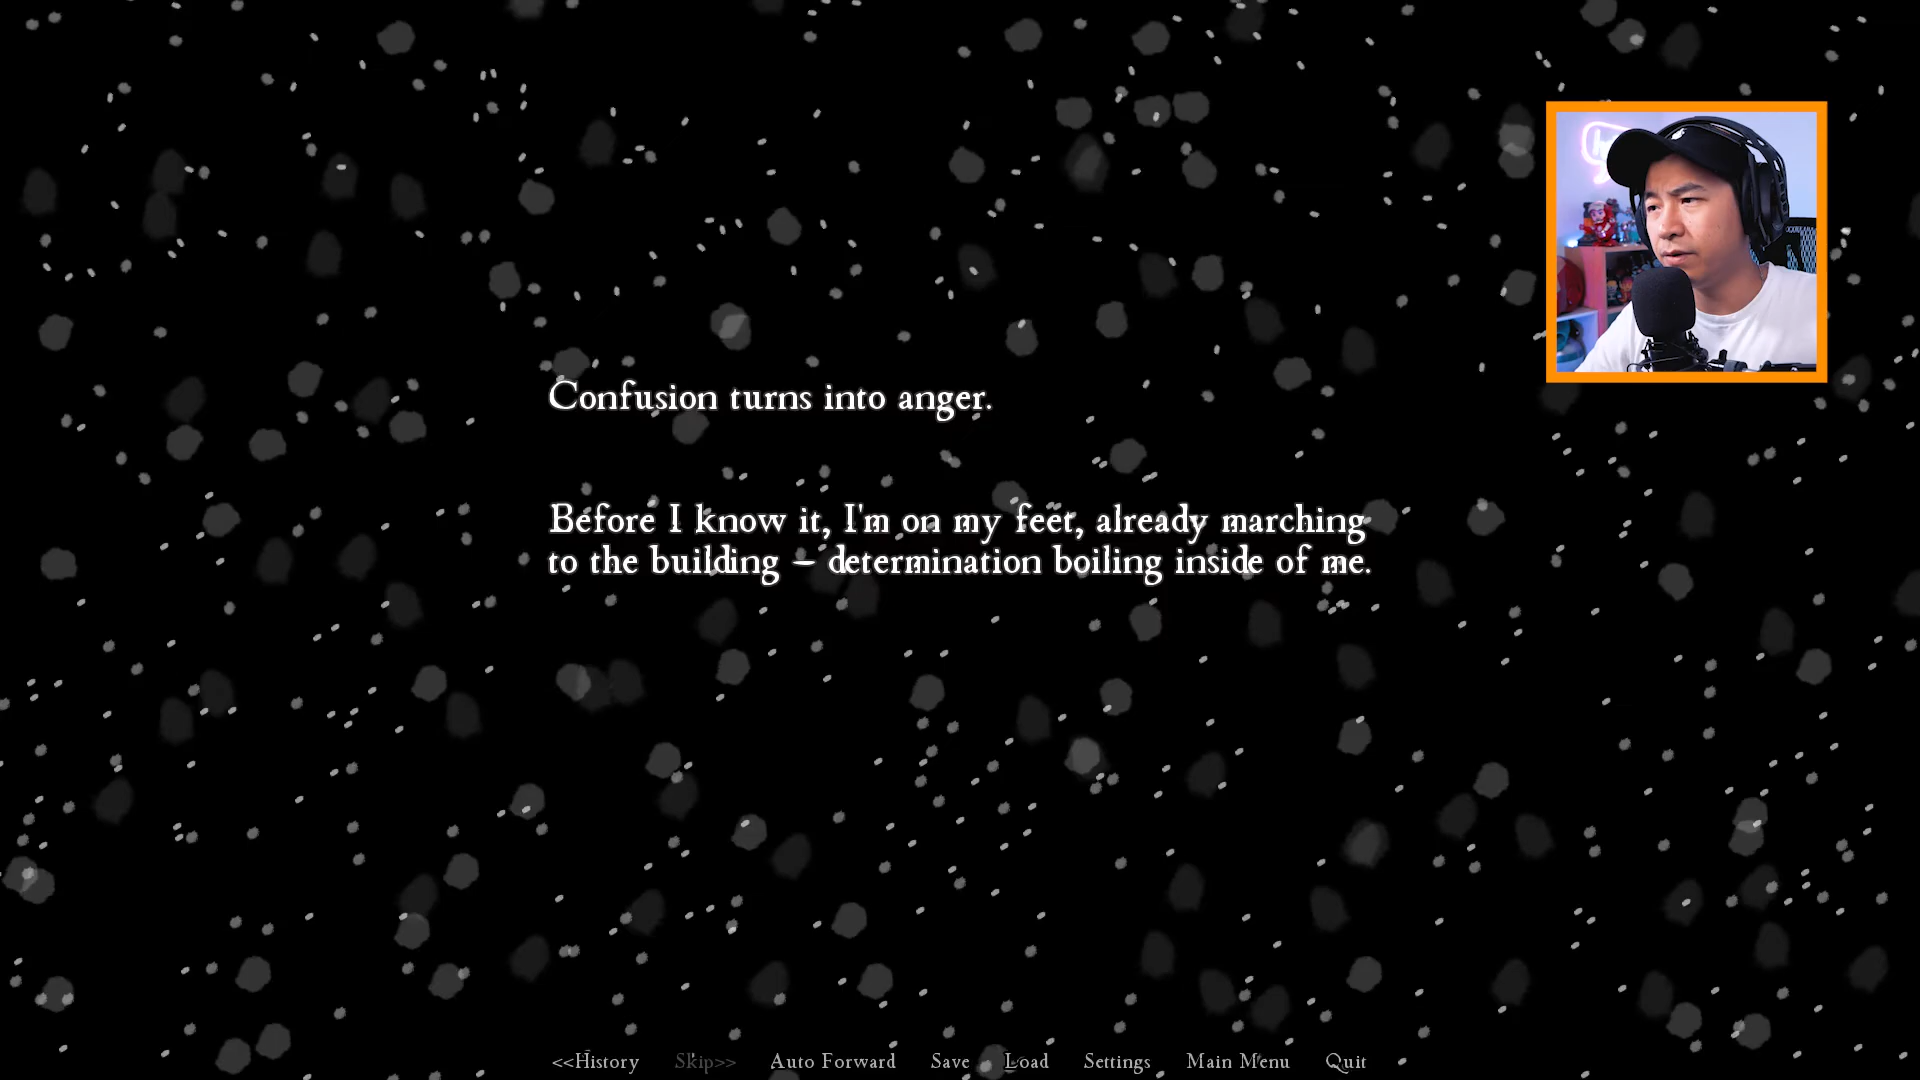 Confusion turns into anger.
Before I know it, I'm on my feet, already marching
to the building – determination boiling inside of me.
<<History Skip>> Auto Forward Save Load Settings Main Menu Quit